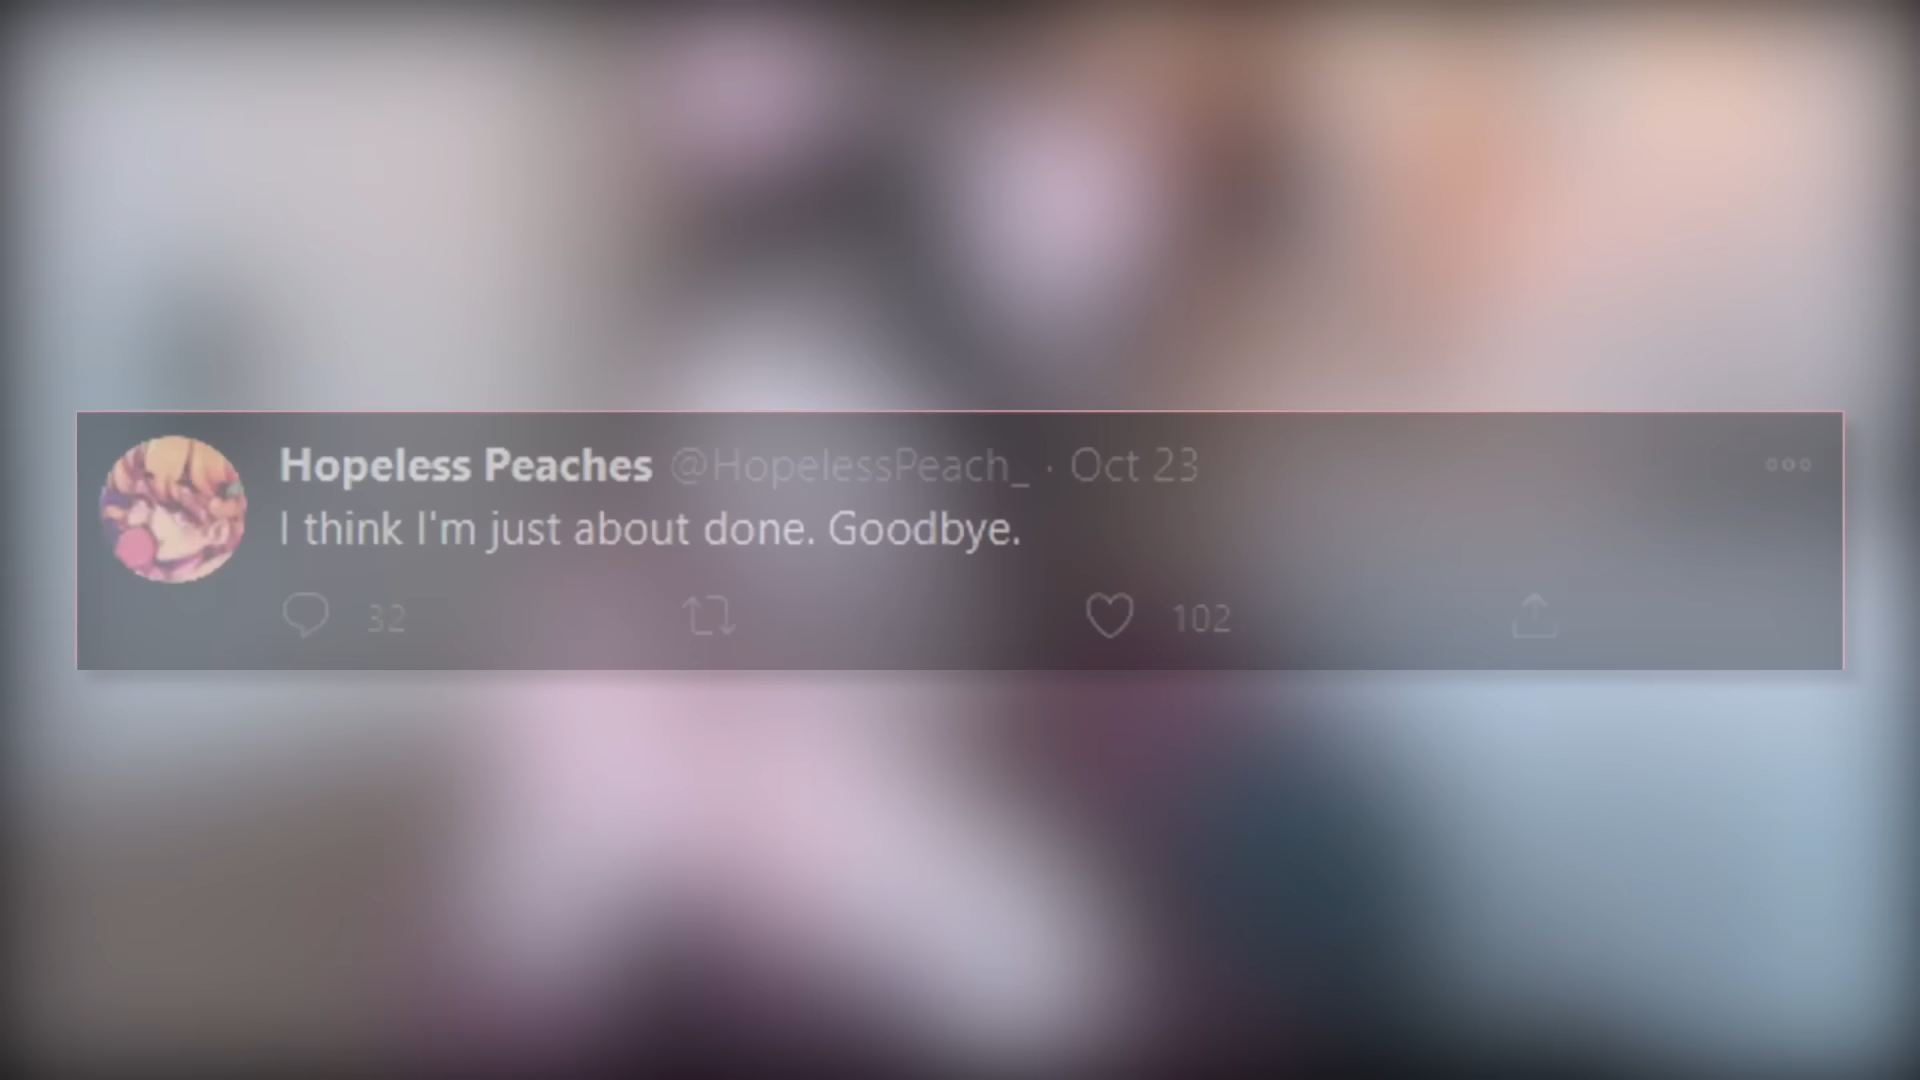 Hopeless Peaches @HopelessPeach_ · Oct 23
I think I'm just about done. Goodbye.
32 102